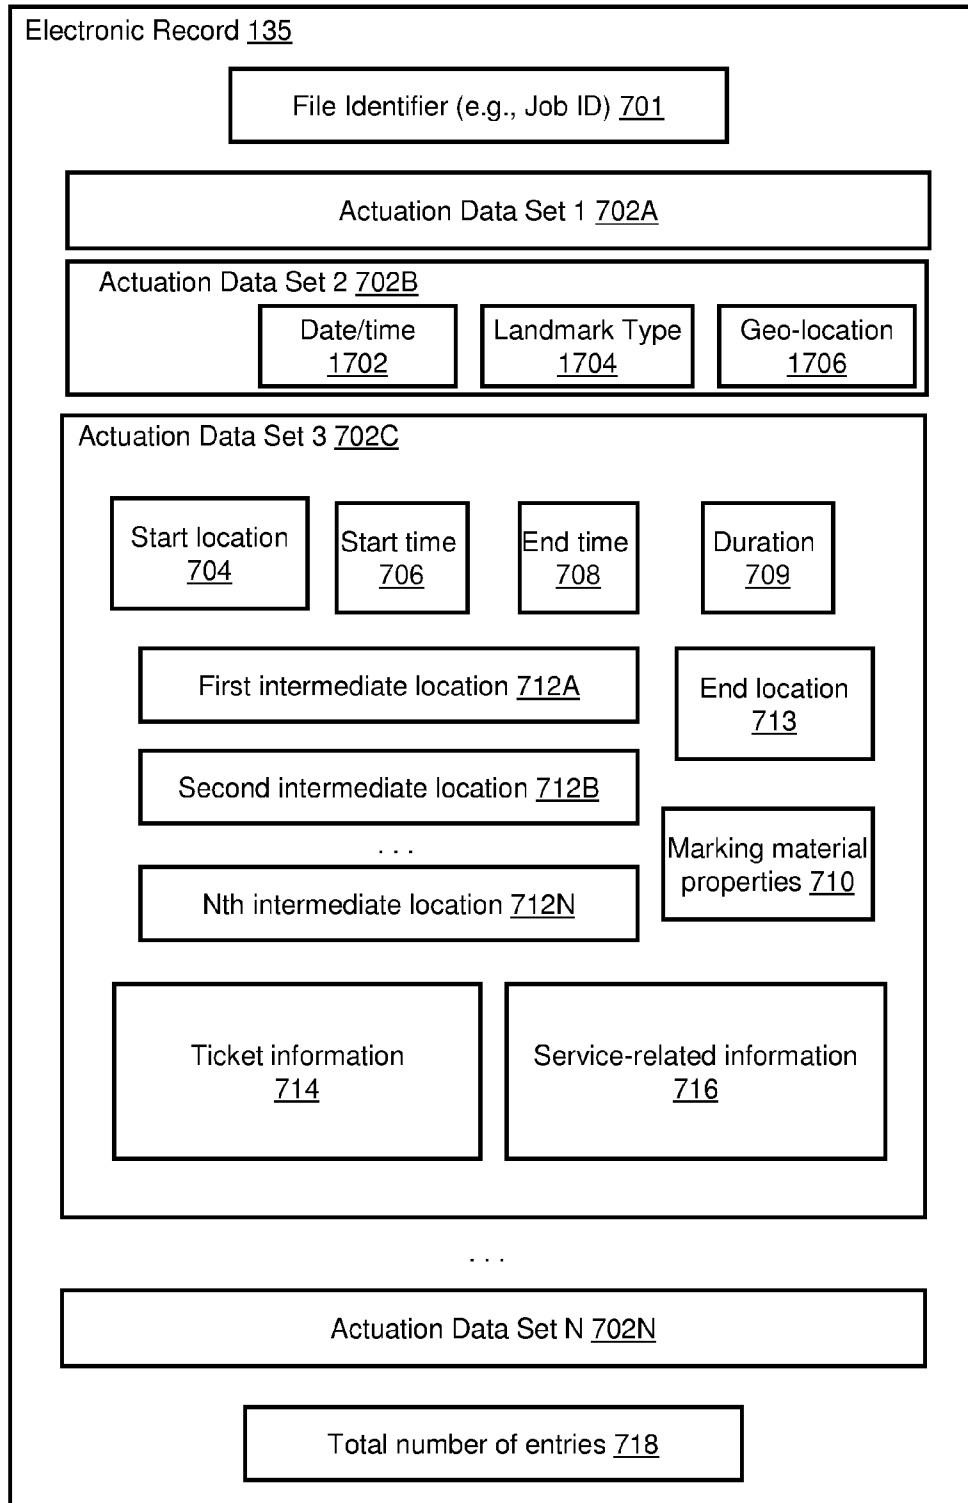 Electronic Record 135
File Identifier (e.g., Job ID) 701
Actuation Data Set 1 702A
Actuation Data Set 2 702B
Date/time
1702
Landmark Type
1704
Geo-location
1706
Actuation Data Set 3 702C
Start location
704
Start time
706
End time
708
Duration
709
First intermediate location 712A
End location
713
Second intermediate location 712B
. . .
Marking material
properties 710
Nth intermediate location 712N
Ticket information
714
Service-related information
716
. . .
Actuation Data Set N 702N
Total number of entries 718